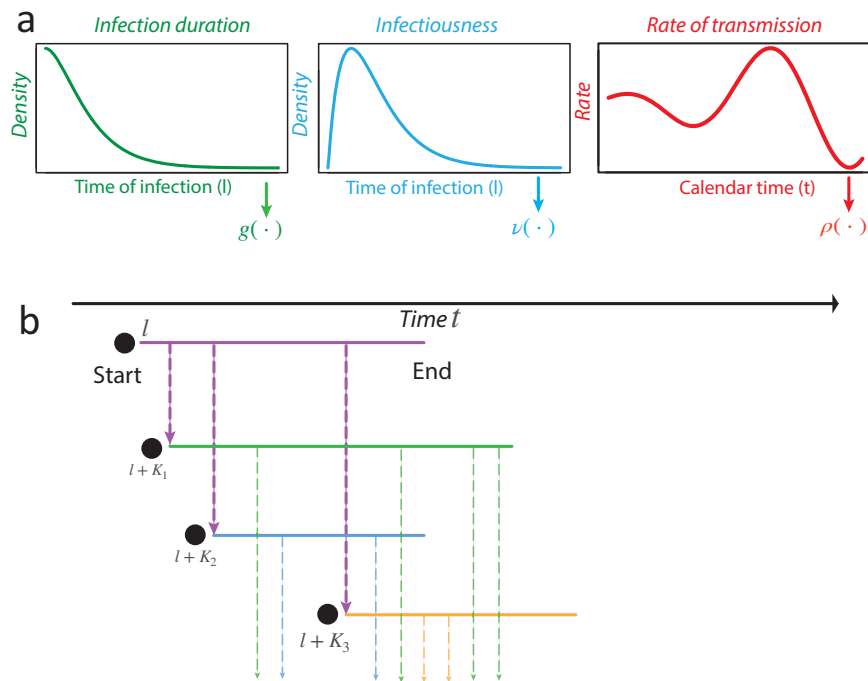 a
Infection duration
Infectiousness
Rate of transmission
Density
Density
Rate
Time of infection (l)
Time of infection (l)
Calendar time (t)
g( · )
ν( · )
ρ( · )
b
Time t
l
Start
End
l + K₁
l + K₂
l + K₃